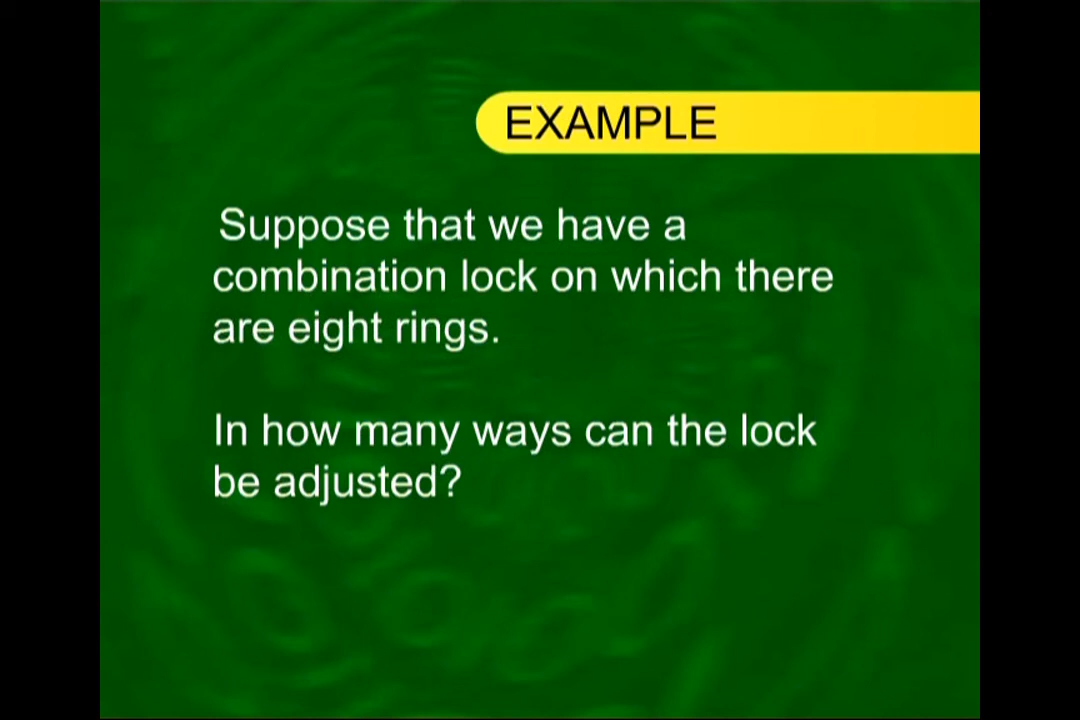 EXAMPLE
Suppose that we have a
combination lock on which there
are eight rings.
In how many ways can the lock
be adjusted?